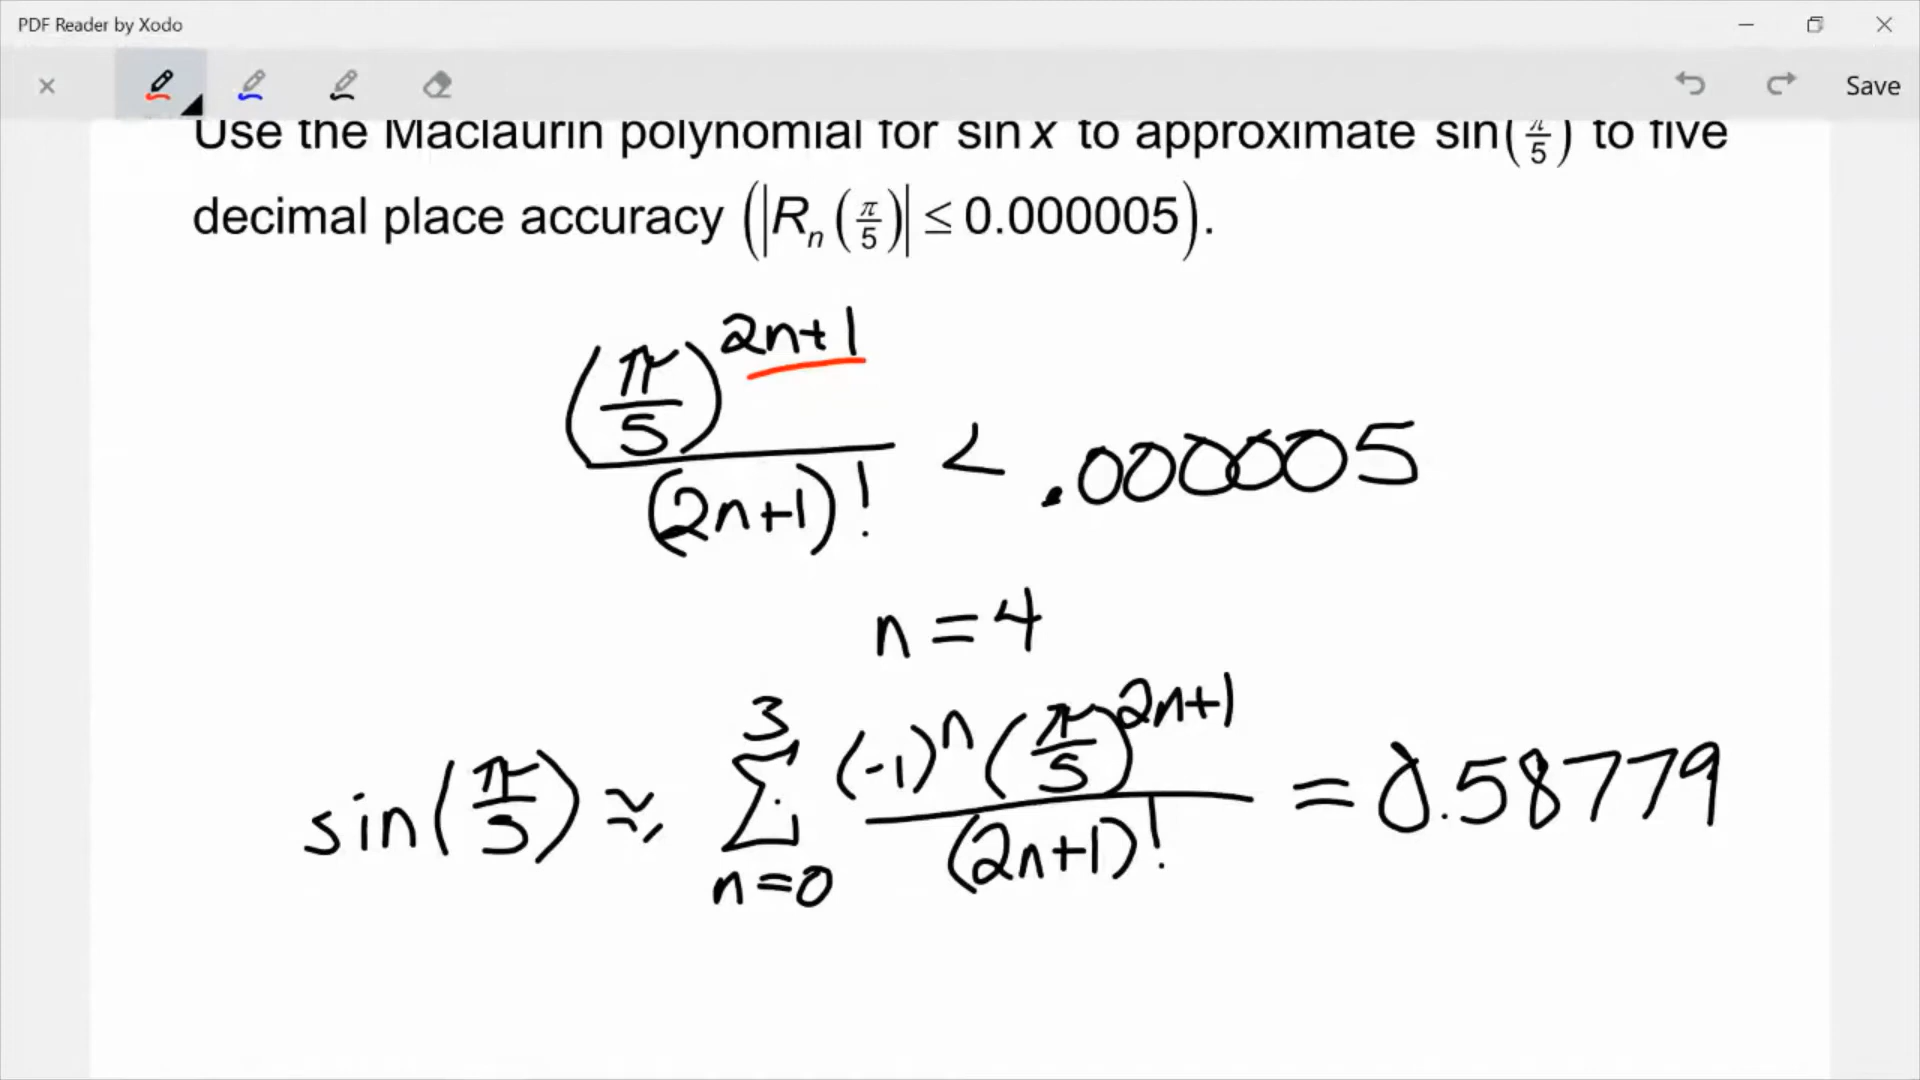 PDF Reader by Xodo
Save
Use the Maclaurin polynomial for sin x to approximate sin(π/5) to five
decimal place accuracy (|Rₙ(π/5)| ≤ 0.000005).
(π/5)^(2n+1) / (2n+1)! < .000005
n = 4
sin(π/5) ≈ Σ_{n=0}^{3} (-1)^n (π/5)^(2n+1) / (2n+1)! = 0.58779